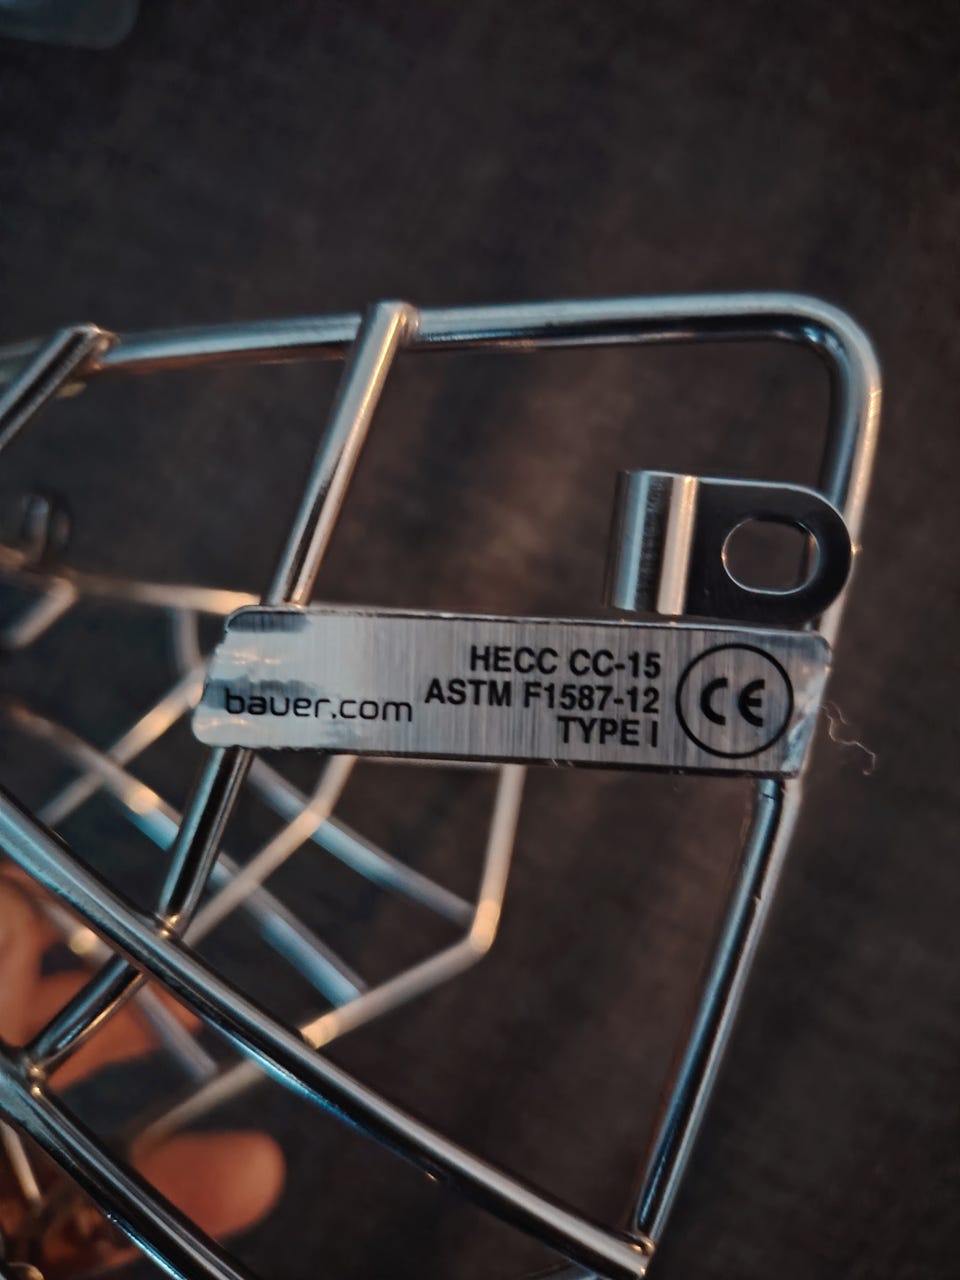 bauer.com
HECC CC-15
ASTM F1587-12
TYPE I
CE